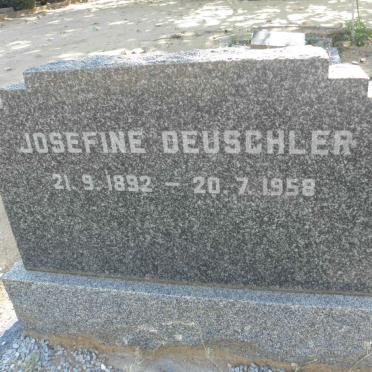 JOSEFINE DEUSCHLER
21.9.1892 — 20.7.1958